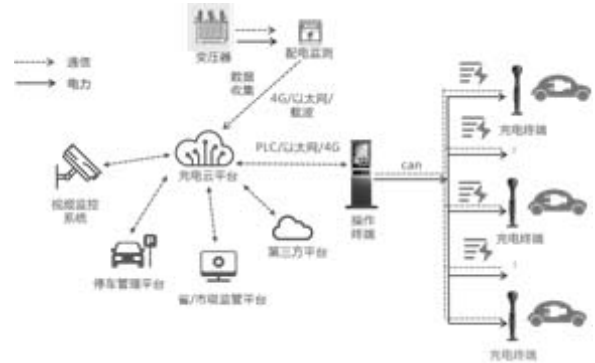 通信
电力
变压器
配电监测
数据
收集
4G/以太网/
载波
充电云平台
PLC/以太网/4G
can
操作
终端
视频监控
系统
停车管理平台
省/市级监管平台
第三方平台
充电终端
充电终端
充电终端